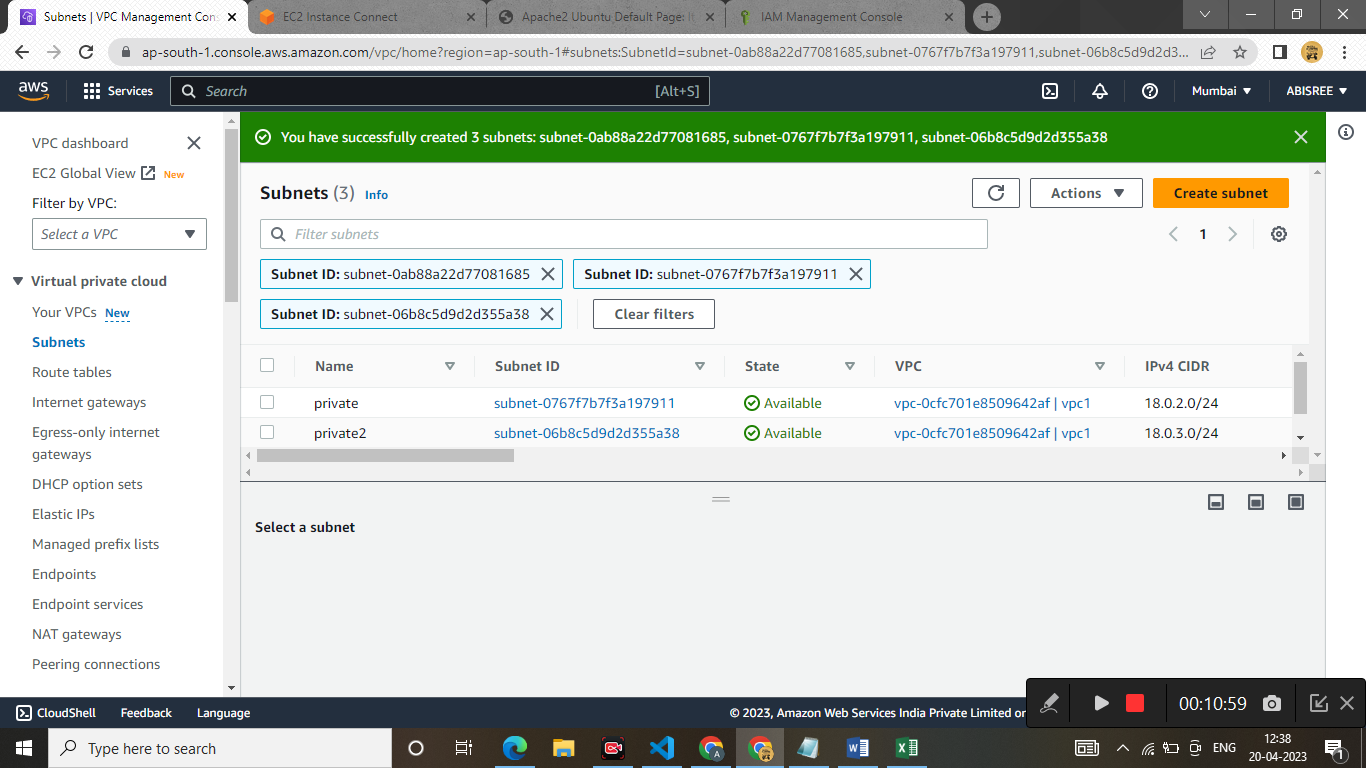 Subnets | VPC Management Con
EC2 Instance Connect
Apache2 Ubuntu Default Page: It
IAM Management Console
ap-south-1.console.aws.amazon.com/vpc/home?region=ap-south-1#subnets:SubnetId=subnet-0ab88a22d77081685,subnet-0767f7b7f3a197911,subnet-06b8c5d9d2d3...
aws
Services
Search
[Alt+S]
Mumbai
ABISREE
VPC dashboard
EC2 Global View
New
Filter by VPC:
Select a VPC
Virtual private cloud
Your VPCs
New
Subnets
Route tables
Internet gateways
Egress-only internet
gateways
DHCP option sets
Elastic IPs
Managed prefix lists
Endpoints
Endpoint services
NAT gateways
Peering connections
You have successfully created 3 subnets: subnet-0ab88a22d77081685, subnet-0767f7b7f3a197911, subnet-06b8c5d9d2d355a38
Subnets (3) Info
Actions
Create subnet
Filter subnets
1
Subnet ID: subnet-0ab88a22d77081685
Subnet ID: subnet-0767f7b7f3a197911
Subnet ID: subnet-06b8c5d9d2d355a38
Clear filters
Name Subnet ID State VPC IPv4 CIDR
private subnet-0767f7b7f3a197911 Available vpc-0cfc701e8509642af | vpc1 18.0.2.0/24
private2 subnet-06b8c5d9d2d355a38 Available vpc-0cfc701e8509642af | vpc1 18.0.3.0/24
Select a subnet
CloudShell
Feedback
Language
© 2023, Amazon Web Services India Private Limited or
00:10:59
Type here to search
A
ENG
12:38
20-04-2023
1